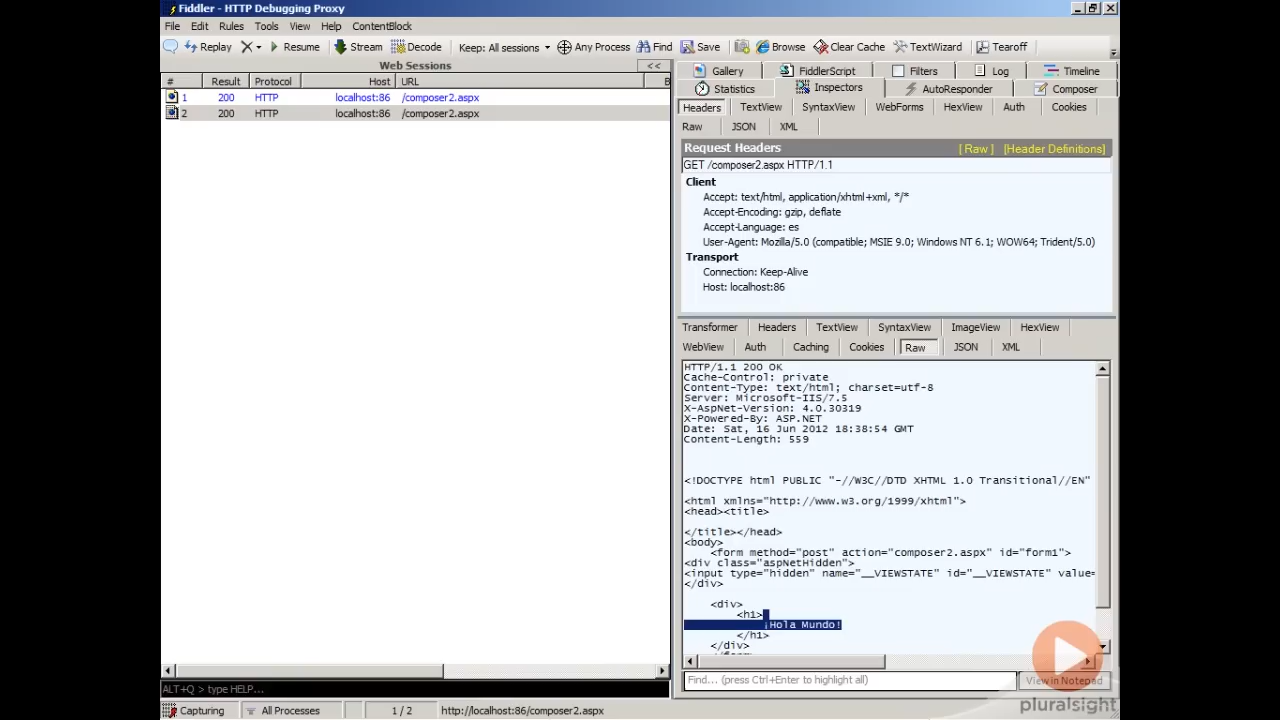 Fiddler - HTTP Debugging Proxy
File Edit Rules Tools View Help ContentBlock
Replay Resume Stream Decode Keep: All sessions Any Process Find Save Browse Clear Cache TextWizard Tearoff
Web Sessions <<
# Result Protocol Host URL B
1 200 HTTP localhost:86 /composer2.aspx
2 200 HTTP localhost:86 /composer2.aspx
Gallery FiddlerScript Filters Log Timeline
Statistics Inspectors AutoResponder Composer
Headers TextView SyntaxView WebForms HexView Auth Cookies
Raw JSON XML
Request Headers [ Raw ] [Header Definitions]
GET /composer2.aspx HTTP/1.1
Client
Accept: text/html, application/xhtml+xml, */*
Accept-Encoding: gzip, deflate
Accept-Language: es
User-Agent: Mozilla/5.0 (compatible; MSIE 9.0; Windows NT 6.1; WOW64; Trident/5.0)
Transport
Connection: Keep-Alive
Host: localhost:86
Transformer Headers TextView SyntaxView ImageView HexView
WebView Auth Caching Cookies Raw JSON XML
HTTP/1.1 200 OK
Cache-Control: private
Content-Type: text/html; charset=utf-8
Server: Microsoft-IIS/7.5
X-AspNet-Version: 4.0.30319
X-Powered-By: ASP.NET
Date: Sat, 16 Jun 2012 18:38:54 GMT
Content-Length: 559
<!DOCTYPE html PUBLIC "-//W3C//DTD XHTML 1.0 Transitional//EN"
<html xmlns="http://www.w3.org/1999/xhtml">
<head><title>
</title></head>
<body>
<form method="post" action="composer2.aspx" id="form1">
<div class="aspNetHidden">
<input type="hidden" name="__VIEWSTATE" id="__VIEWSTATE" value=
</div>
<div>
<h1>
¡Hola Mundo!
</h1>
</div>
Find... (press Ctrl+Enter to highlight all) View in Notepad
ALT+Q > type HELP...
Capturing All Processes 1 / 2 http://localhost:86/composer2.aspx
pluralsight